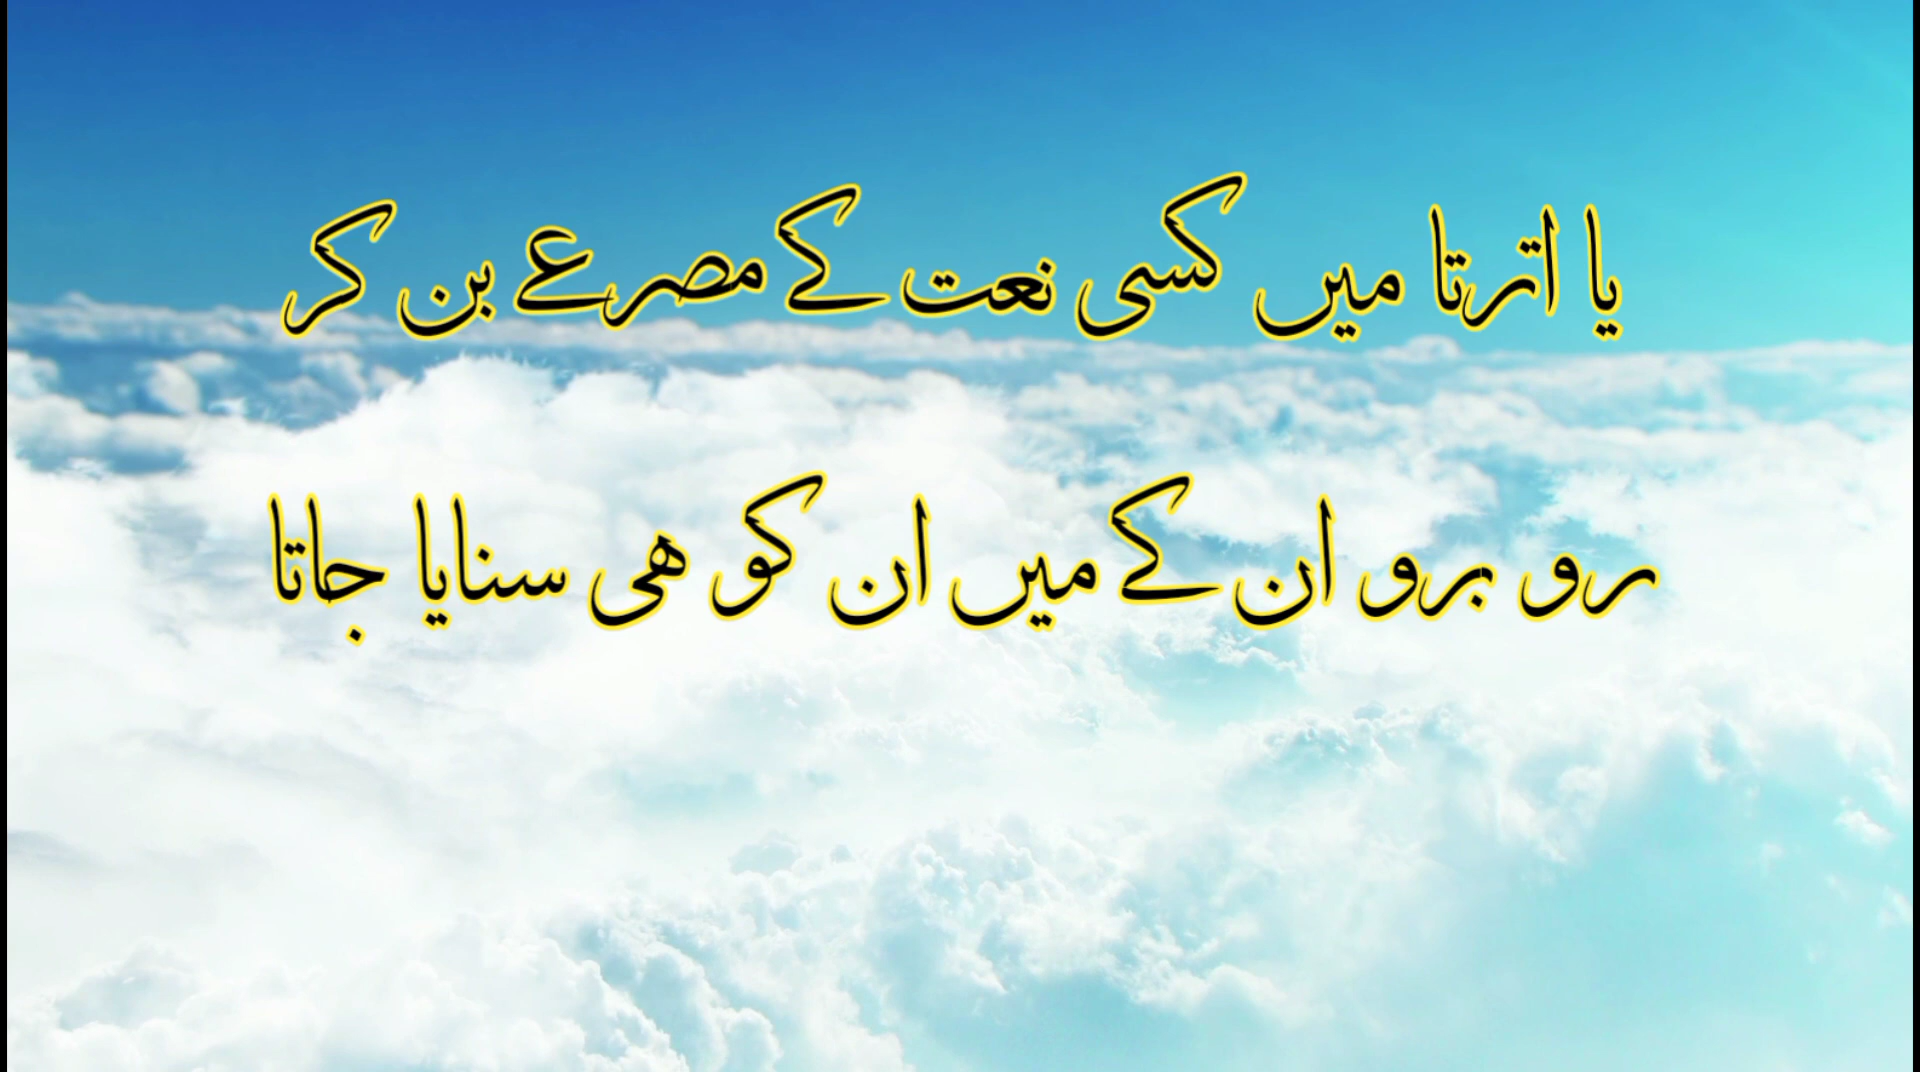 یا اترتا میں کسی نعت کے مصرعے بن کر
رو برو ان کے میں ان کو ھی سنایا جاتا